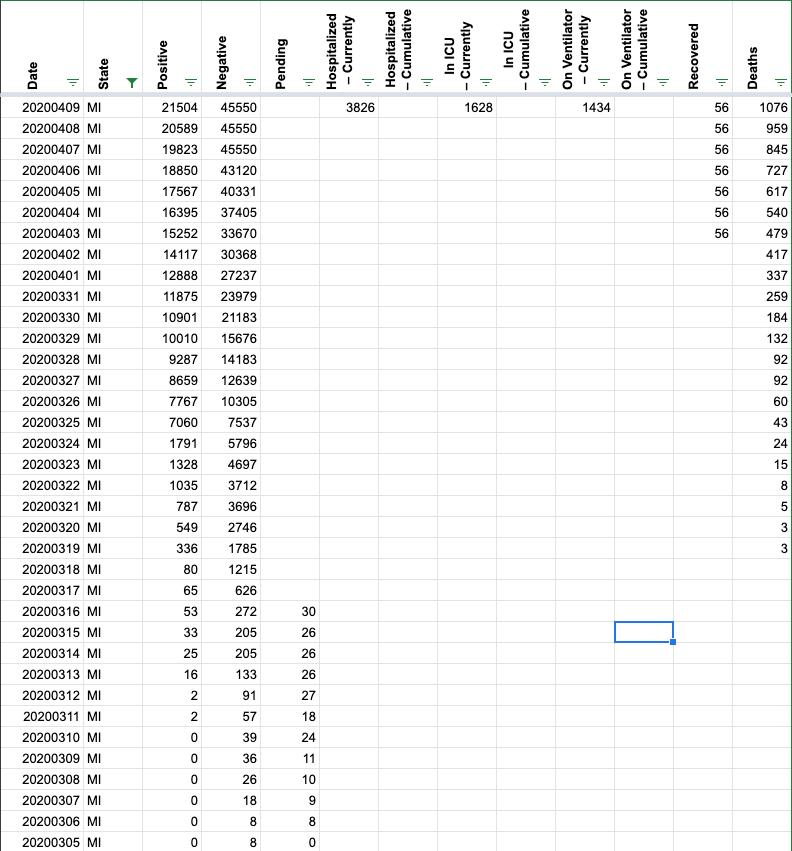 Date State Positive Negative Pending Hospitalized – Currently Hospitalized – Cumulative In ICU – Currently In ICU – Cumulative On Ventilator – Currently On Ventilator – Cumulative Recovered Deaths
20200409 MI 21504 45550 3826 1628 1434 56 1076
20200408 MI 20589 45550 56 959
20200407 MI 19823 45550 56 845
20200406 MI 18850 43120 56 727
20200405 MI 17567 40331 56 617
20200404 MI 16395 37405 56 540
20200403 MI 15252 33670 56 479
20200402 MI 14117 30368 417
20200401 MI 12888 27237 337
20200331 MI 11875 23979 259
20200330 MI 10901 21183 184
20200329 MI 10010 15676 132
20200328 MI 9287 14183 92
20200327 MI 8659 12639 92
20200326 MI 7767 10305 60
20200325 MI 7060 7537 43
20200324 MI 1791 5796 24
20200323 MI 1328 4697 15
20200322 MI 1035 3712 8
20200321 MI 787 3696 5
20200320 MI 549 2746 3
20200319 MI 336 1785 3
20200318 MI 80 1215
20200317 MI 65 626
20200316 MI 53 272 30
20200315 MI 33 205 26
20200314 MI 25 205 26
20200313 MI 16 133 26
20200312 MI 2 91 27
20200311 MI 2 57 18
20200310 MI 0 39 24
20200309 MI 0 36 11
20200308 MI 0 26 10
20200307 MI 0 18 9
20200306 MI 0 8 8
20200305 MI 0 8 0